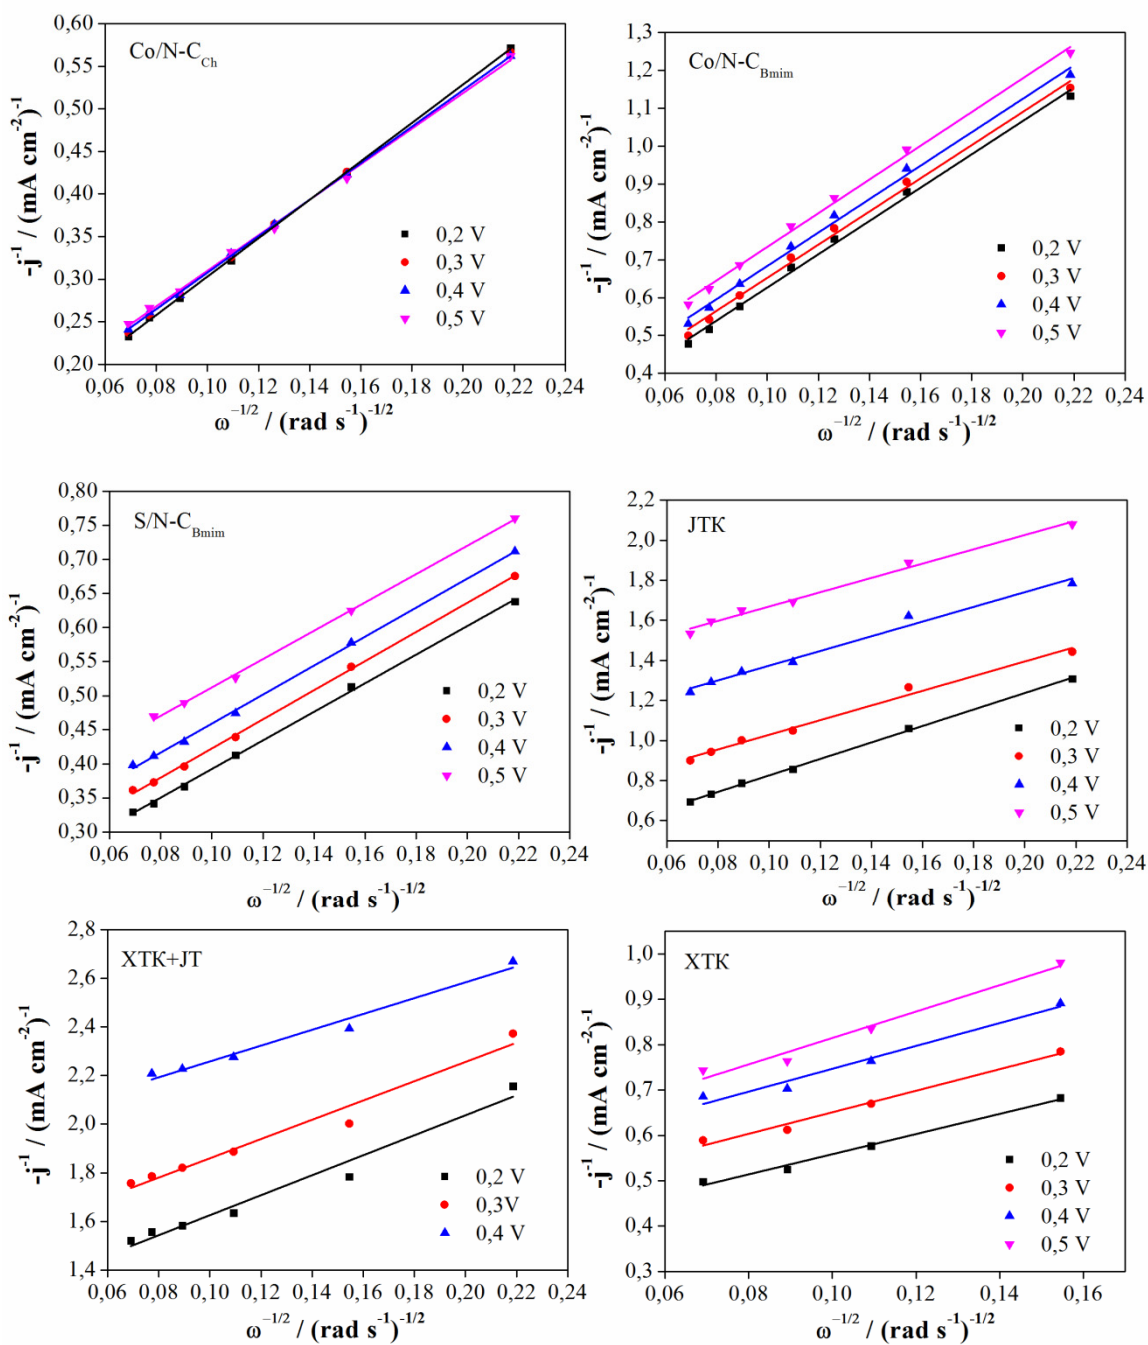 Co/N-C_Ch
0,60
0,55
0,50
0,45
0,40
0,35
0,30
0,25
0,20
-j⁻¹ / (mA cm⁻²)⁻¹
0,2 V
0,3 V
0,4 V
0,5 V
0,06 0,08 0,10 0,12 0,14 0,16 0,18 0,20 0,22 0,24
ω⁻¹/² / (rad s⁻¹)⁻¹/²
Co/N-C_Bmim
1,3
1,2
1,1
1,0
0,9
0,8
0,7
0,6
0,5
0,4
-j⁻¹ / (mA cm⁻²)⁻¹
0,2 V
0,3 V
0,4 V
0,5 V
0,06 0,08 0,10 0,12 0,14 0,16 0,18 0,20 0,22 0,24
ω⁻¹/² / (rad s⁻¹)⁻¹/²
S/N-C_Bmim
0,80
0,75
0,70
0,65
0,60
0,55
0,50
0,45
0,40
0,35
0,30
-j⁻¹ / (mA cm⁻²)⁻¹
0,2 V
0,3 V
0,4 V
0,5 V
0,06 0,08 0,10 0,12 0,14 0,16 0,18 0,20 0,22 0,24
ω⁻¹/² / (rad s⁻¹)⁻¹/²
JTK
2,2
2,0
1,8
1,6
1,4
1,2
1,0
0,8
0,6
-j⁻¹ / (mA cm⁻²)⁻¹
0,2 V
0,3 V
0,4 V
0,5 V
0,06 0,08 0,10 0,12 0,14 0,16 0,18 0,20 0,22 0,24
ω⁻¹/² / (rad s⁻¹)⁻¹/²
XTK+JT
2,8
2,6
2,4
2,2
2,0
1,8
1,6
1,4
-j⁻¹ / (mA cm⁻²)⁻¹
0,2 V
0,3V
0,4 V
0,06 0,08 0,10 0,12 0,14 0,16 0,18 0,20 0,22 0,24
ω⁻¹/² / (rad s⁻¹)⁻¹/²
XTK
1,0
0,9
0,8
0,7
0,6
0,5
0,4
0,3
-j⁻¹ / (mA cm⁻²)⁻¹
0,2 V
0,3 V
0,4 V
0,5 V
0,06 0,08 0,10 0,12 0,14 0,16
ω⁻¹/² / (rad s⁻¹)⁻¹/²